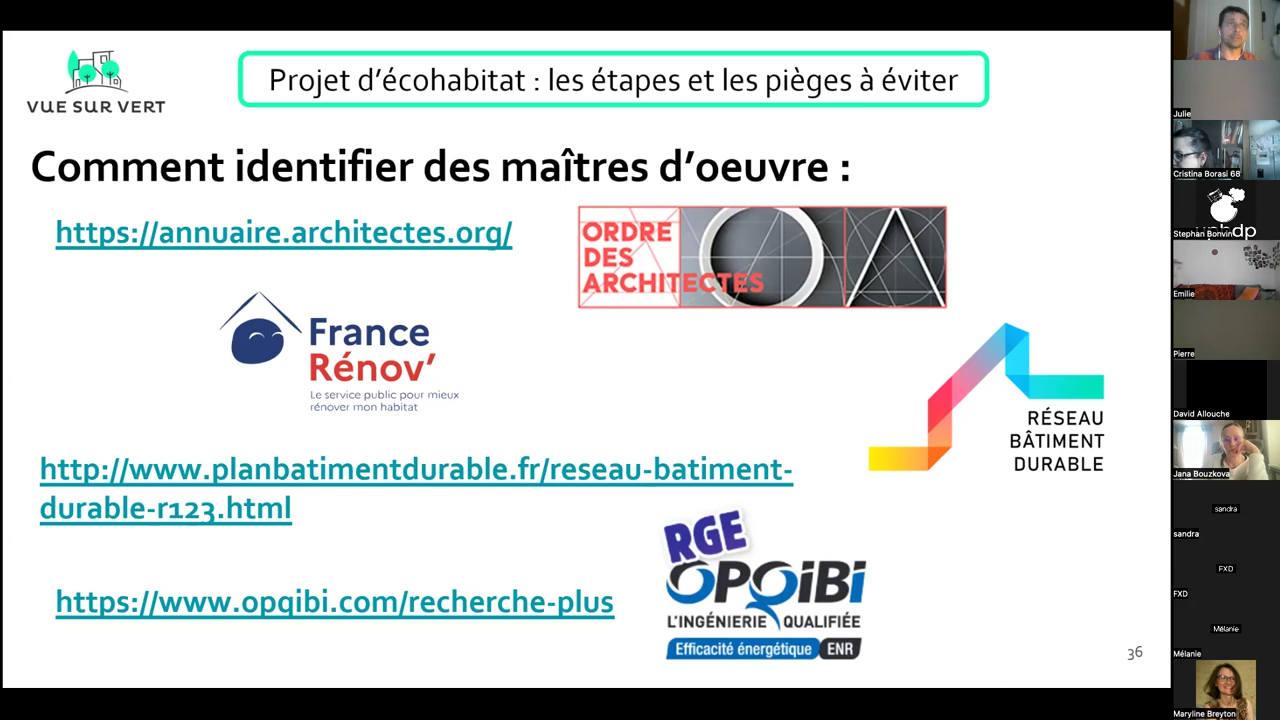 VUE SUR VERT
Projet d’écohabitat : les étapes et les pièges à éviter
Comment identifier des maîtres d’oeuvre :
https://annuaire.architectes.org/
ORDRE
DES
ARCHITECTES
OA
France
Rénov’
Le service public pour mieux
rénover mon habitat
RÉSEAU
BÂTIMENT
DURABLE
http://www.planbatimentdurable.fr/reseau-batiment-
durable-r123.html
RGE
OPQiBi
L’INGÉNIERIE QUALIFIÉE
Efficacité énergétique ENR
https://www.opqibi.com/recherche-plus
36
Julie
Cristina Borasi 68
Stephan Bonvin
Emilie
Pierre
David Allouche
Jana Bouzkova
sandra
sandra
FXD
FXD
Mélanie
Mélanie
Maryline Breyton